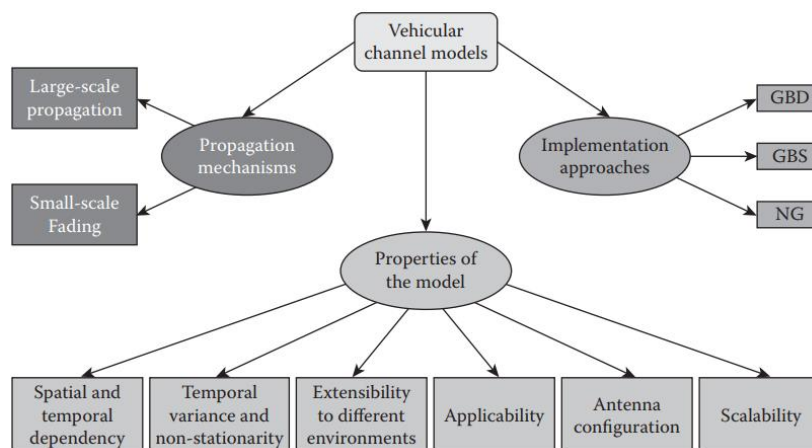 Vehicular
channel models
Large-scale
propagation
Propagation
mechanisms
Small-scale
Fading
Implementation
approaches
GBD
GBS
NG
Properties of
the model
Spatial and
temporal
dependency
Temporal
variance and
non-stationarity
Extensibility
to different
environments
Applicability
Antenna
configuration
Scalability